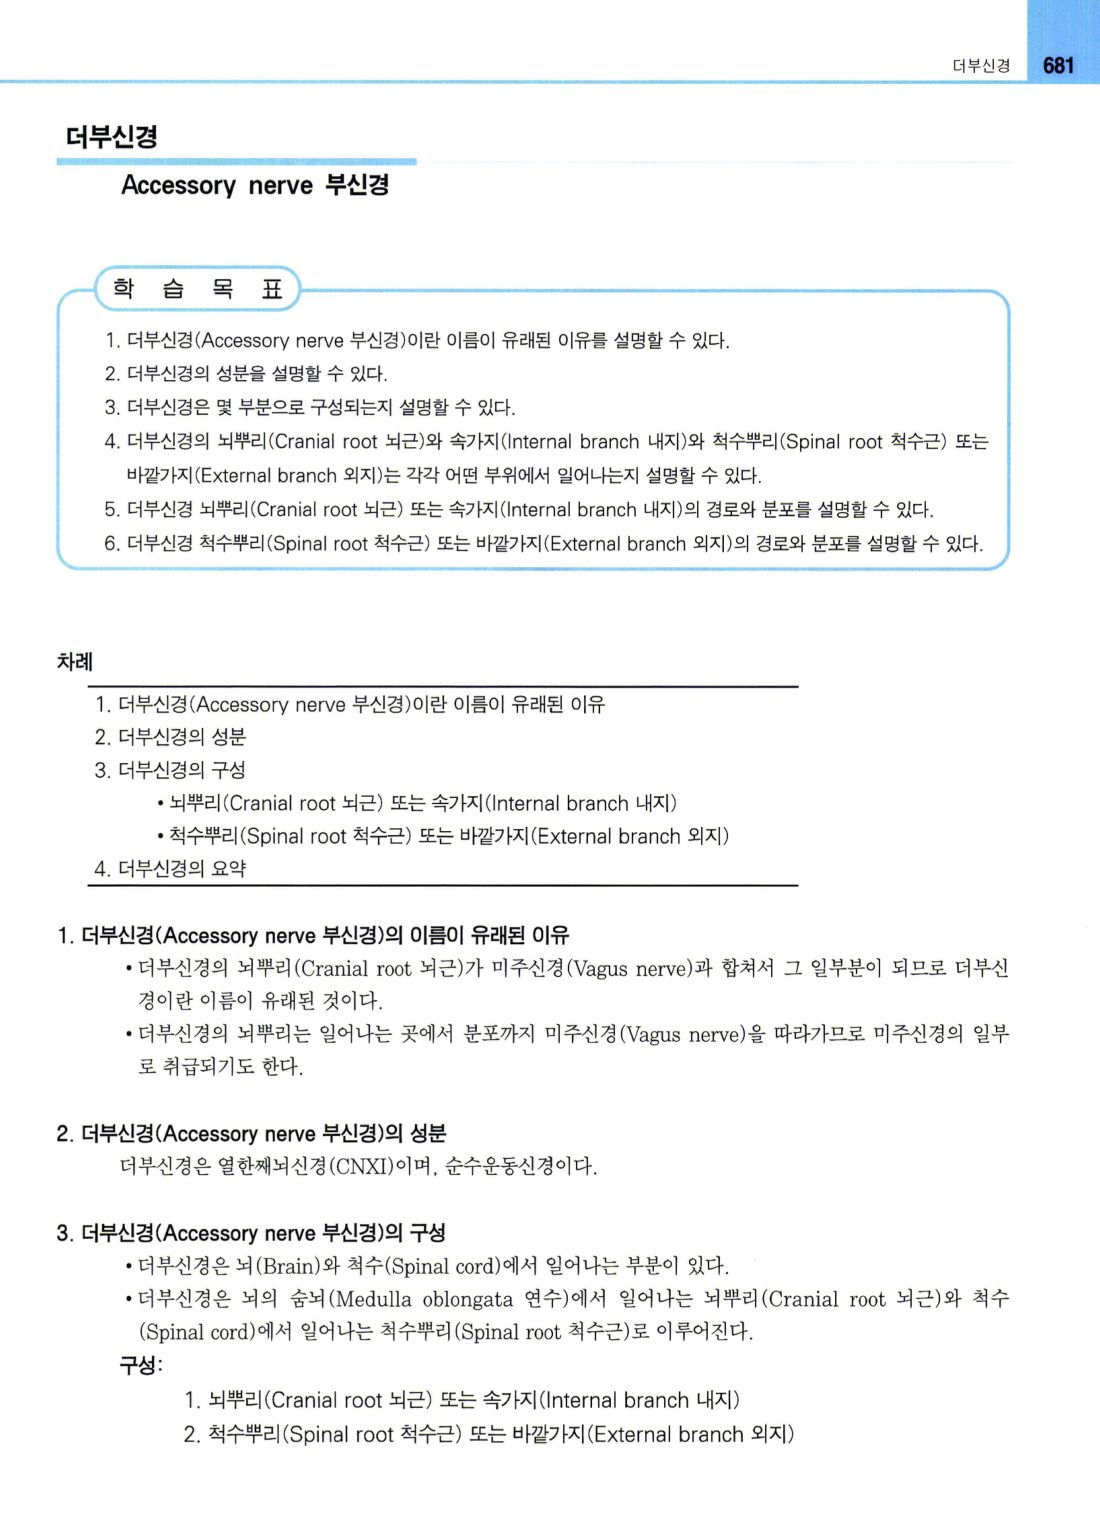 더부신경 681
더부신경
Accessory nerve 부신경
학 습 목 표
1. 더부신경(Accessory nerve 부신경)이란 이름이 유래된 이유를 설명할 수 있다.
2. 더부신경의 성분을 설명할 수 있다.
3. 더부신경은 몇 부분으로 구성되는지 설명할 수 있다.
4. 더부신경의 뇌뿌리(Cranial root 뇌근)와 속가지(Internal branch 내지)와 척수뿌리(Spinal root 척수근) 또는
바깥가지(External branch 외지)는 각각 어떤 부위에서 일어나는지 설명할 수 있다.
5. 더부신경 뇌뿌리(Cranial root 뇌근) 또는 속가지(Internal branch 내지)의 경로와 분포를 설명할 수 있다.
6. 더부신경 척수뿌리(Spinal root 척수근) 또는 바깥가지(External branch 외지)의 경로와 분포를 설명할 수 있다.
차례
1. 더부신경(Accessory nerve 부신경)이란 이름이 유래된 이유
2. 더부신경의 성분
3. 더부신경의 구성
• 뇌뿌리(Cranial root 뇌근) 또는 속가지(Internal branch 내지)
• 척수뿌리(Spinal root 척수근) 또는 바깥가지(External branch 외지)
4. 더부신경의 요약
1. 더부신경(Accessory nerve 부신경)의 이름이 유래된 이유
• 더부신경의 뇌뿌리(Cranial root 뇌근)가 미주신경(Vagus nerve)과 합쳐서 그 일부분이 되므로 더부신
경이란 이름이 유래된 것이다.
• 더부신경의 뇌뿌리는 일어나는 곳에서 분포까지 미주신경(Vagus nerve)을 따라가므로 미주신경의 일부
로 취급되기도 한다.
2. 더부신경(Accessory nerve 부신경)의 성분
더부신경은 열한째뇌신경(CNXI)이며, 순수운동신경이다.
3. 더부신경(Accessory nerve 부신경)의 구성
• 더부신경은 뇌(Brain)와 척수(Spinal cord)에서 일어나는 부분이 있다.
• 더부신경은 뇌의 숨뇌(Medulla oblongata 연수)에서 일어나는 뇌뿌리(Cranial root 뇌근)와 척수
(Spinal cord)에서 일어나는 척수뿌리(Spinal root 척수근)로 이루어진다.
구성:
1. 뇌뿌리(Cranial root 뇌근) 또는 속가지(Internal branch 내지)
2. 척수뿌리(Spinal root 척수근) 또는 바깥가지(External branch 외지)